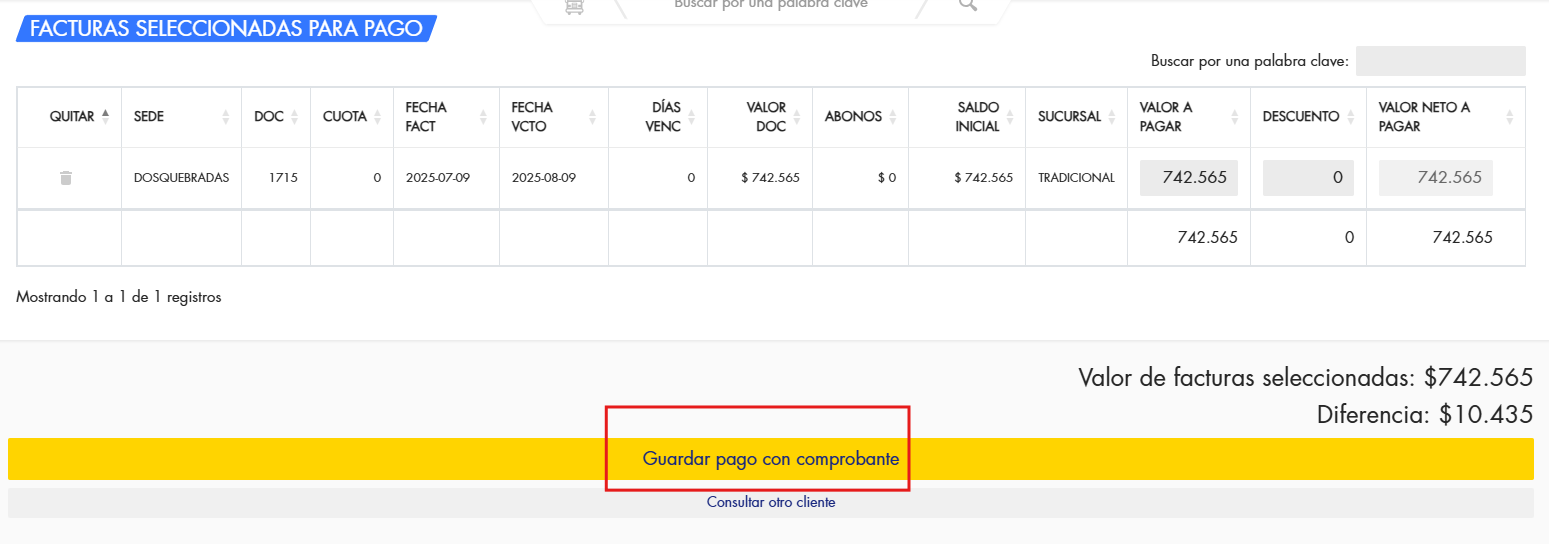 Buscar por una palabra clave
FACTURAS SELECCIONADAS PARA PAGO
Buscar por una palabra clave:
QUITAR SEDE DOC CUOTA FECHA FACT FECHA VCTO DÍAS VENC VALOR DOC ABONOS SALDO INICIAL SUCURSAL VALOR A PAGAR DESCUENTO VALOR NETO A PAGAR
DOSQUEBRADAS 1715 0 2025-07-09 2025-08-09 0 $ 742.565 $ 0 $ 742.565 TRADICIONAL 742.565 0 742.565
742.565 0 742.565
Mostrando 1 a 1 de 1 registros
Valor de facturas seleccionadas: $742.565
Diferencia: $10.435
Guardar pago con comprobante
Consultar otro cliente